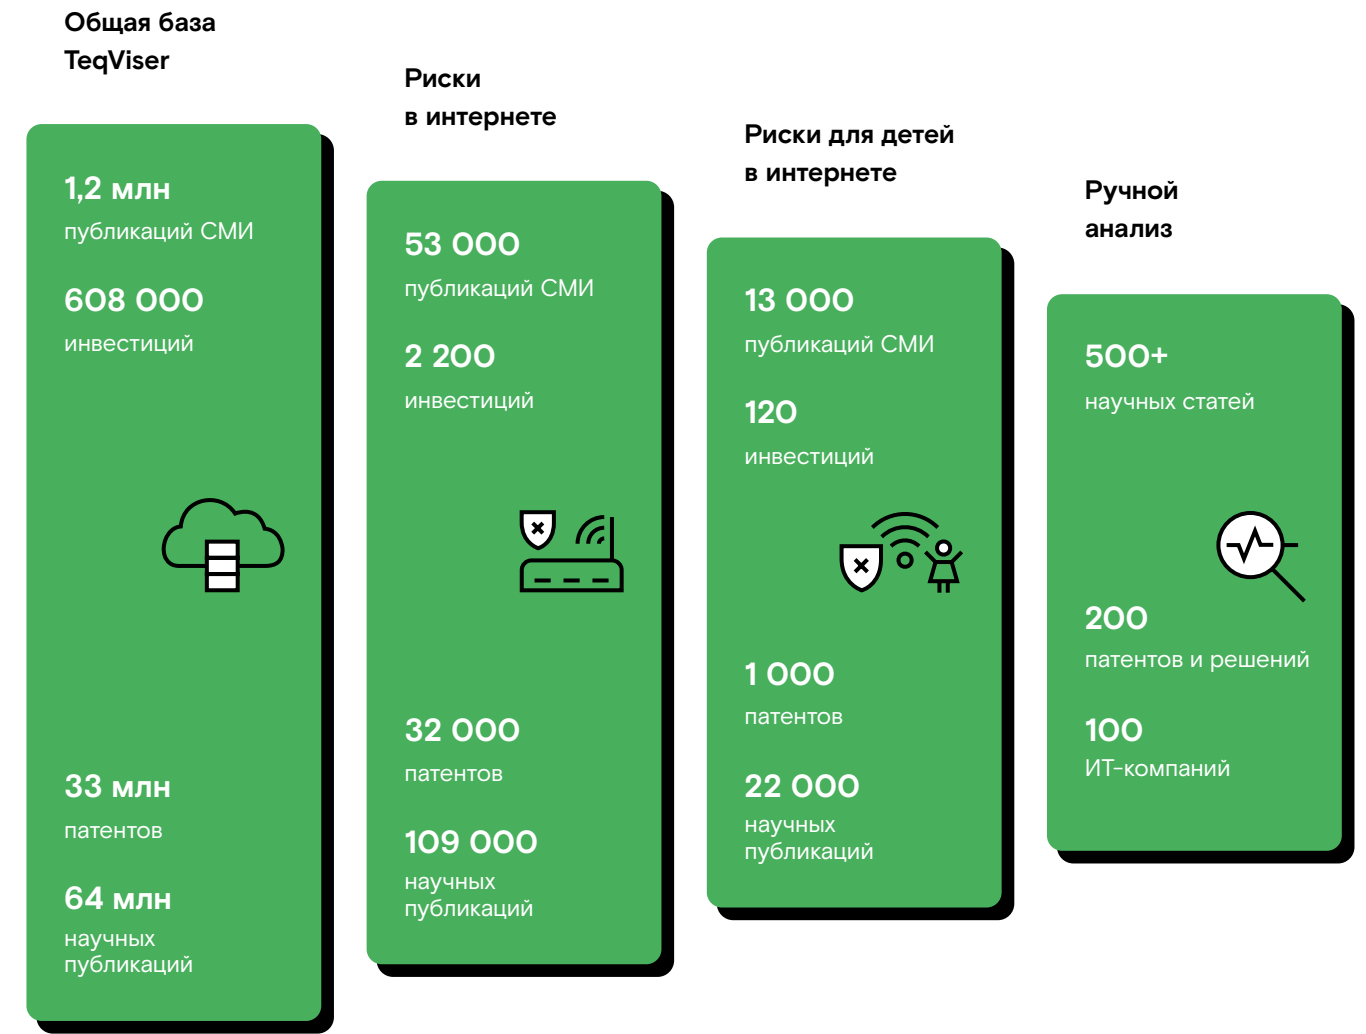 Общая база
TeqViser
1,2 млн
публикаций СМИ
608 000
инвестиций
33 млн
патентов
64 млн
научных
публикаций
Риски
в интернете
53 000
публикаций СМИ
2 200
инвестиций
32 000
патентов
109 000
научных
публикаций
Риски для детей
в интернете
13 000
публикаций СМИ
120
инвестиций
1 000
патентов
22 000
научных
публикаций
Ручной
анализ
500+
научных статей
200
патентов и решений
100
ИТ-компаний